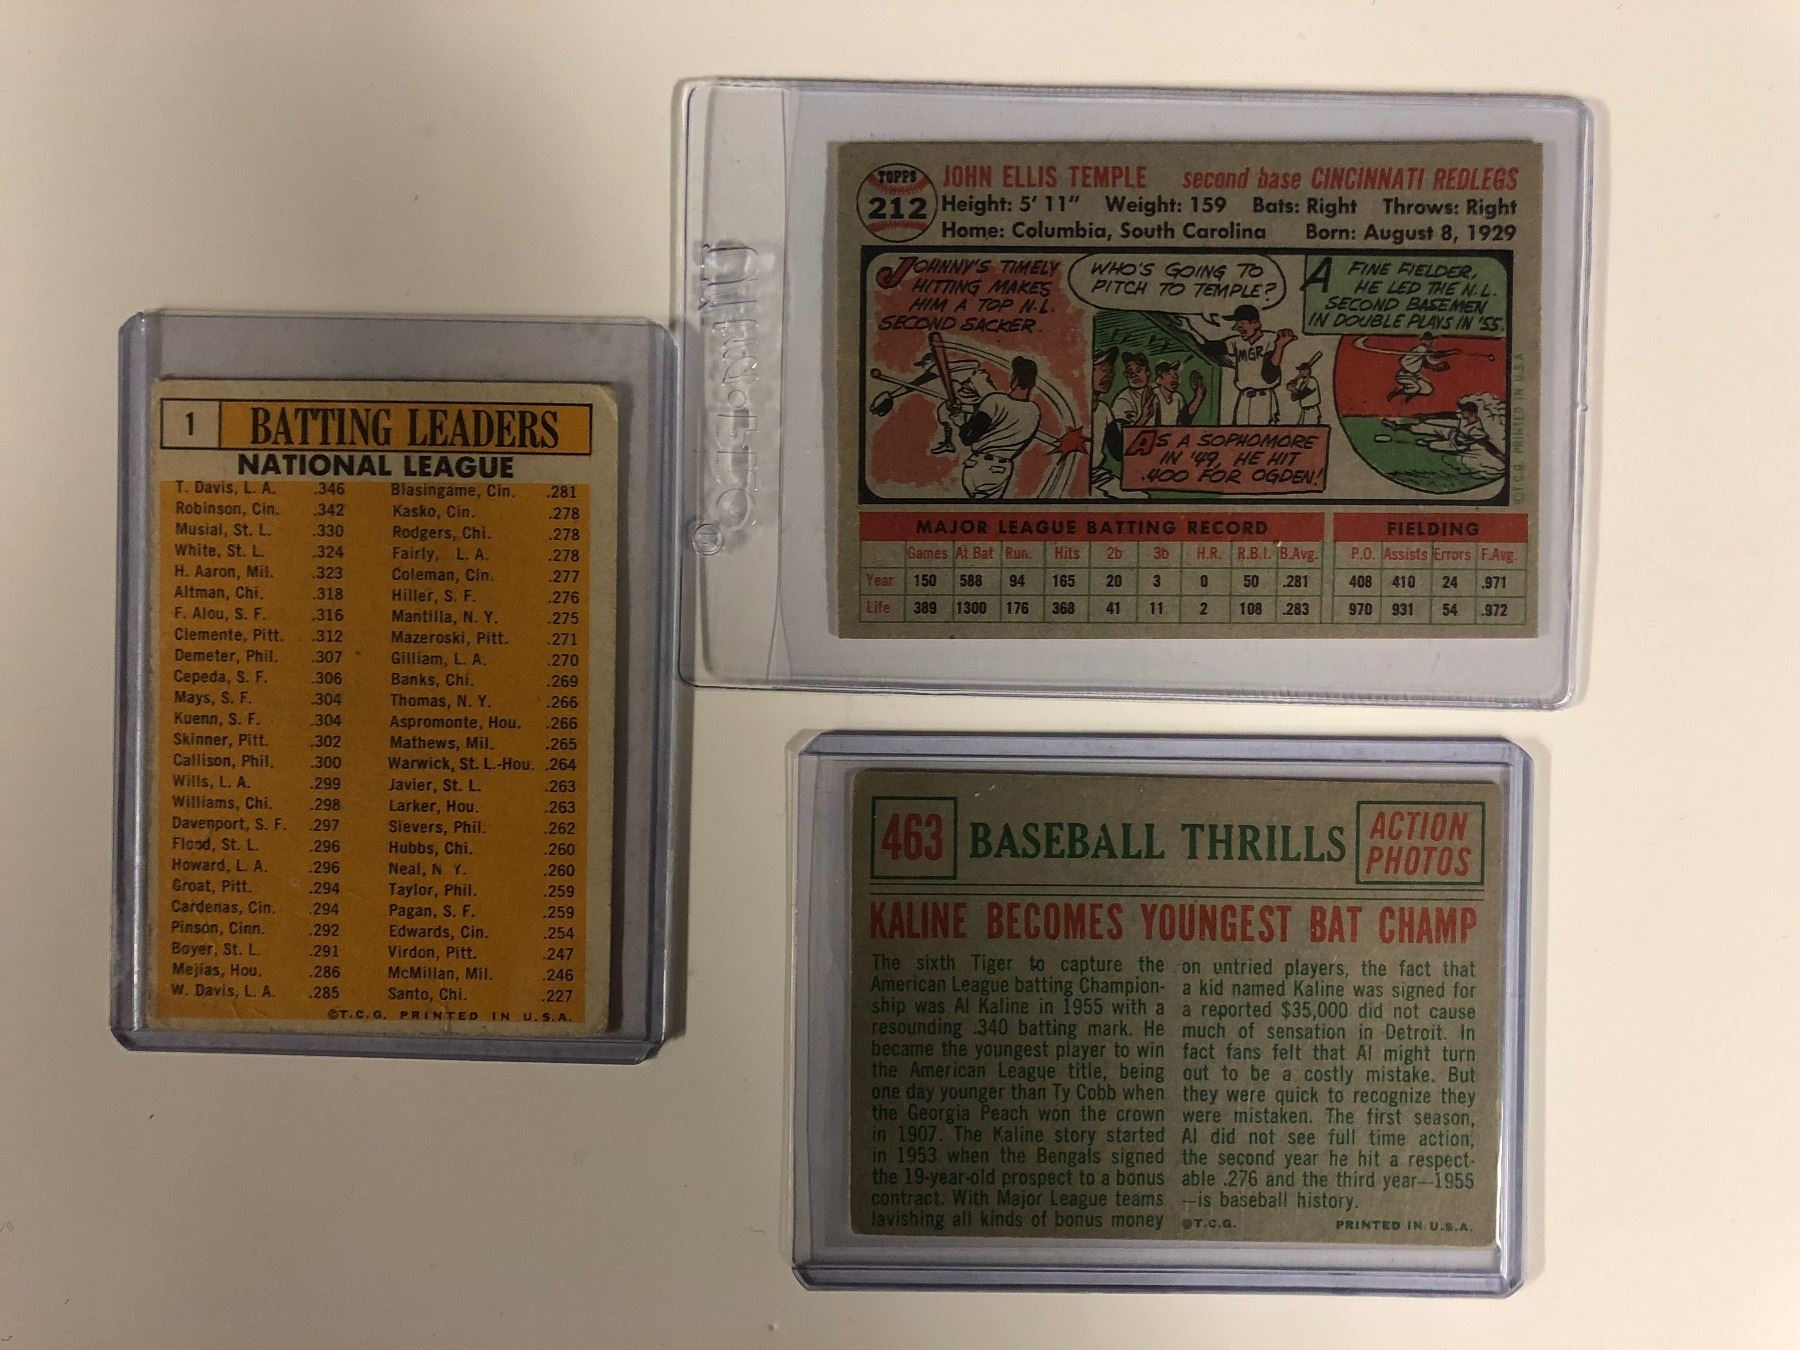 1 BATTING LEADERS
NATIONAL LEAGUE
T. Davis, L. A. .346 Blasingame, Cin. .281
Robinson, Cin. .342 Kasko, Cin. .278
Musial, St. L. .330 Rodgers, Chi. .278
White, St. L. .324 Fairly, L. A. .278
H. Aaron, Mil. .323 Coleman, Cin. .277
Altman, Chi. .318 Hiller, S. F. .276
F. Alou, S. F. .316 Mantilla, N. Y. .275
Clemente, Pitt. .312 Mazeroski, Pitt. .271
Demeter, Phil. .307 Gilliam, L. A. .270
Cepeda, S. F. .306 Banks, Chi. .269
Mays, S. F. .304 Thomas, N. Y. .266
Kuenn, S. F. .304 Aspromonte, Hou. .266
Skinner, Pitt. .302 Mathews, Mil. .265
Callison, Phil. .300 Warwick, St. L.-Hou. .264
Wills, L. A. .299 Javier, St. L. .263
Williams, Chi. .298 Larker, Hou. .263
Davenport, S. F. .297 Sievers, Phil. .262
Flood, St. L. .296 Hubbs, Chi. .260
Howard, L. A. .296 Neal, N. Y. .260
Groat, Pitt. .294 Taylor, Phil. .259
Cardenas, Cin. .294 Pagan, S. F. .259
Pinson, Cinn. .292 Edwards, Cin. .254
Boyer, St. L. .291 Virdon, Pitt. .247
Mejias, Hou. .286 McMillan, Mil. .246
W. Davis, L. A. .285 Santo, Chi. .227
©T.C.G. PRINTED IN U.S.A.
TOPPS
212
JOHN ELLIS TEMPLE second base CINCINNATI REDLEGS
Height: 5' 11" Weight: 159 Bats: Right Throws: Right
Home: Columbia, South Carolina Born: August 8, 1929
JOHNNY'S TIMELY
HITTING MAKES
HIM A TOP N.L.
SECOND SACKER.
WHO'S GOING TO
PITCH TO TEMPLE?
MGR
AS A SOPHOMORE
IN '49, HE HIT
.400 FOR OGDEN!
A FINE FIELDER,
HE LED THE N.L.
SECOND BASEMEN
IN DOUBLE PLAYS IN '55.
©T.C.G. PRINTED IN U.S.A
MAJOR LEAGUE BATTING RECORD FIELDING
Games At Bat Run. Hits 2b 3b H.R. R.B.I. B.Avg. P.O. Assists Errors F.Avg.
Year 150 588 94 165 20 3 0 50 .281 408 410 24 .971
Life 389 1300 176 368 41 11 2 108 .283 970 931 54 .972
463 BASEBALL THRILLS
ACTION
PHOTOS
KALINE BECOMES YOUNGEST BAT CHAMP
The sixth Tiger to capture the
American League batting Champion-
ship was Al Kaline in 1955 with a
resounding .340 batting mark. He
became the youngest player to win
the American League title, being
one day younger than Ty Cobb when
the Georgia Peach won the crown
in 1907. The Kaline story started
in 1953 when the Bengals signed
the 19-year-old prospect to a bonus
contract. With Major League teams
lavishing all kinds of bonus money
on untried players, the fact that
a kid named Kaline was signed for
a reported $35,000 did not cause
much of sensation in Detroit. In
fact fans felt that Al might turn
out to be a costly mistake. But
they were quick to recognize they
were mistaken. The first season,
Al did not see full time action,
the second year he hit a respect-
able .276 and the third year—1955
—is baseball history.
©T.C.G. PRINTED IN U.S.A.